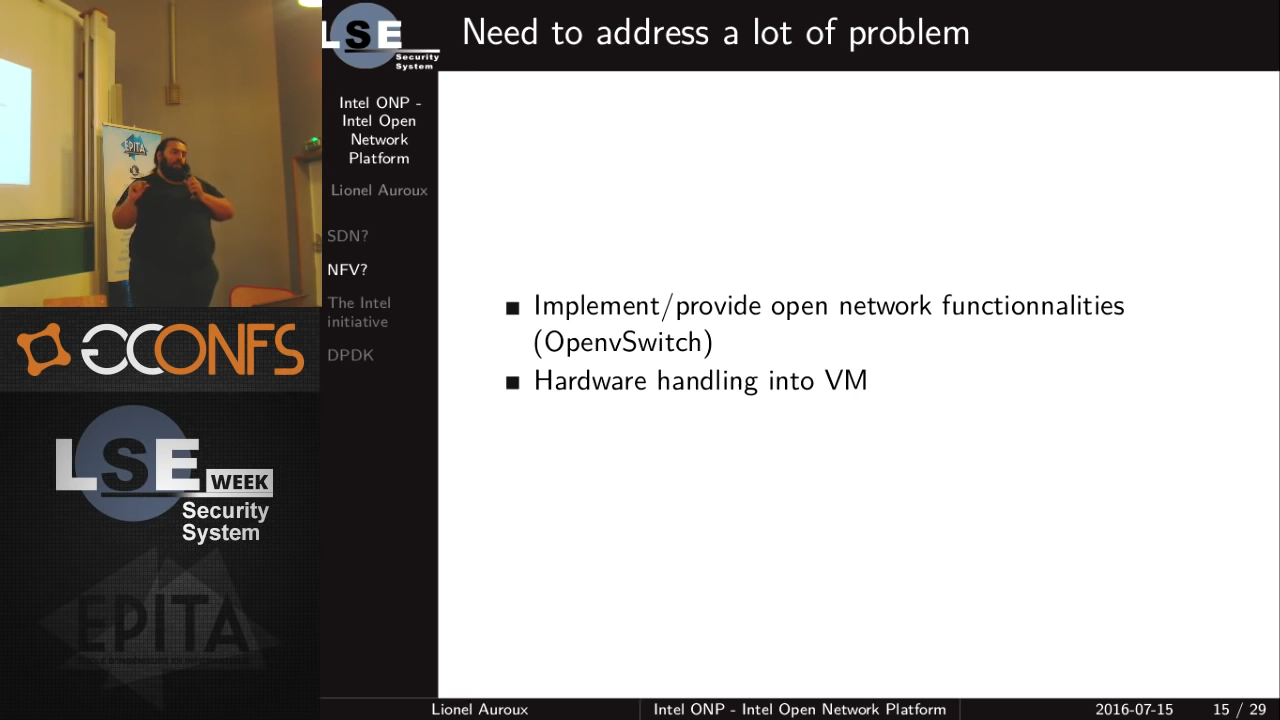 EPITA
GCONFS
LSE
WEEK
Security
System
EPITA
LSE
Security
System
Need to address a lot of problem
Intel ONP -
Intel Open
Network
Platform
Lionel Auroux
SDN?
NFV?
The Intel
initiative
DPDK
■ Implement/provide open network functionnalities
(OpenvSwitch)
■ Hardware handling into VM
Lionel Auroux
Intel ONP - Intel Open Network Platform
2016-07-15
15 / 29